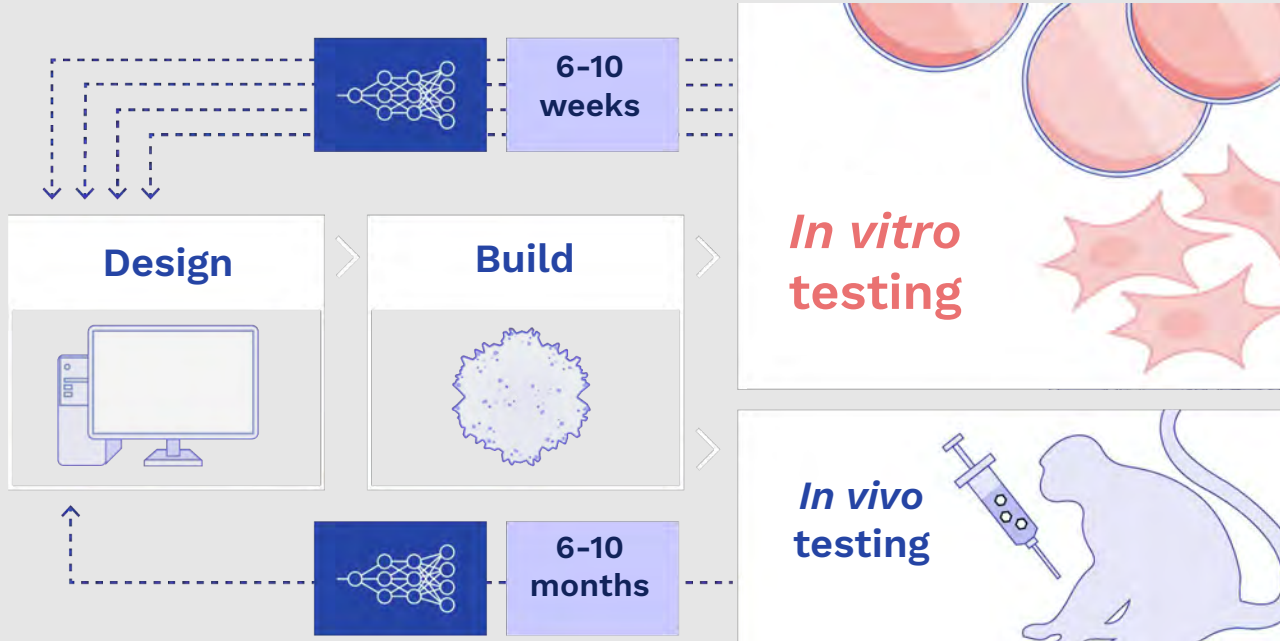 6-10
weeks
Design
Build
In vitro
testing
6-10
months
In vivo
testing